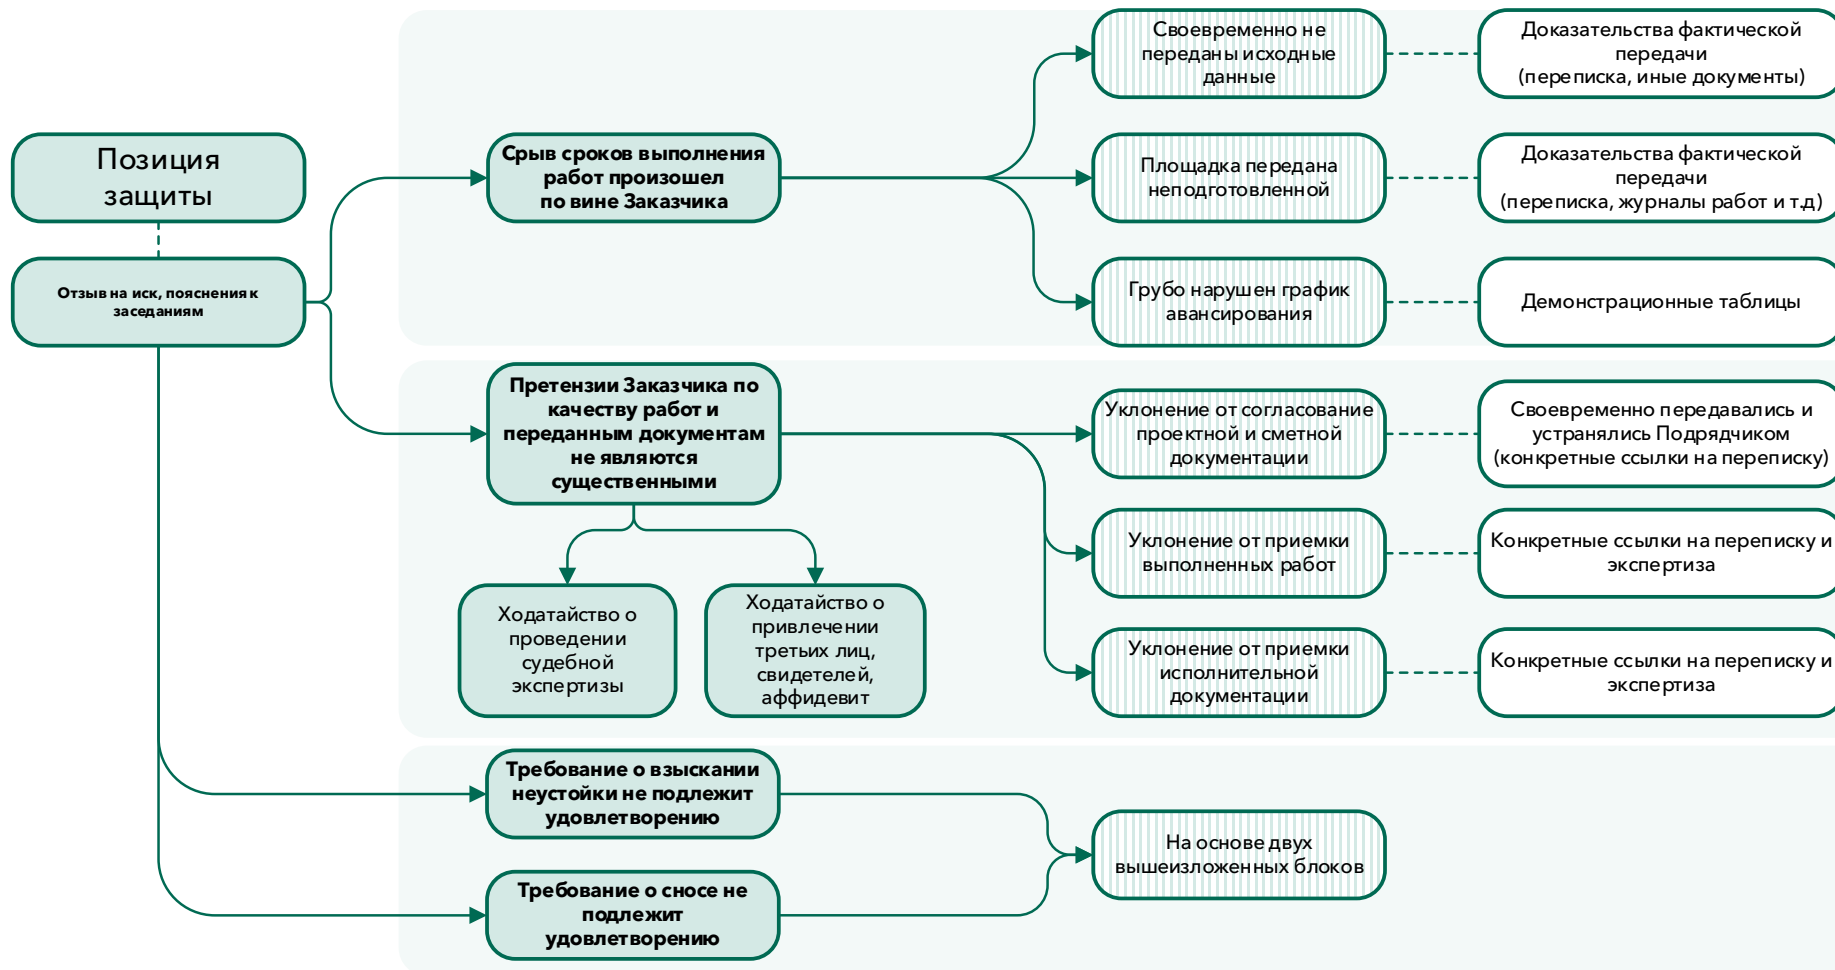 Позиция
защиты
Отзыв на иск, пояснения к
заседаниям
Срыв сроков выполнения
работ произошел
по вине Заказчика
Своевременно не
переданы исходные
данные
Доказательства фактической
передачи
(переписка, иные документы)
Площадка передана
неподготовленной
Доказательства фактической
передачи
(переписка, журналы работ и т.д)
Грубо нарушен график
авансирования
Демонстрационные таблицы
Претензии Заказчика по
качеству работ и
переданным документам
не являются
существенными
Ходатайство о
проведении
судебной
экспертизы
Ходатайство о
привлечении
третьих лиц,
свидетелей,
аффидевит
Уклонение от согласование
проектной и сметной
документации
Своевременно передавались и
устранялись Подрядчиком
(конкретные ссылки на переписку)
Уклонение от приемки
выполненных работ
Конкретные ссылки на переписку и
экспертиза
Уклонение от приемки
исполнительной
документации
Конкретные ссылки на переписку и
экспертиза
Требование о взыскании
неустойки не подлежит
удовлетворению
Требование о сносе не
подлежит
удовлетворению
На основе двух
вышеизложенных блоков